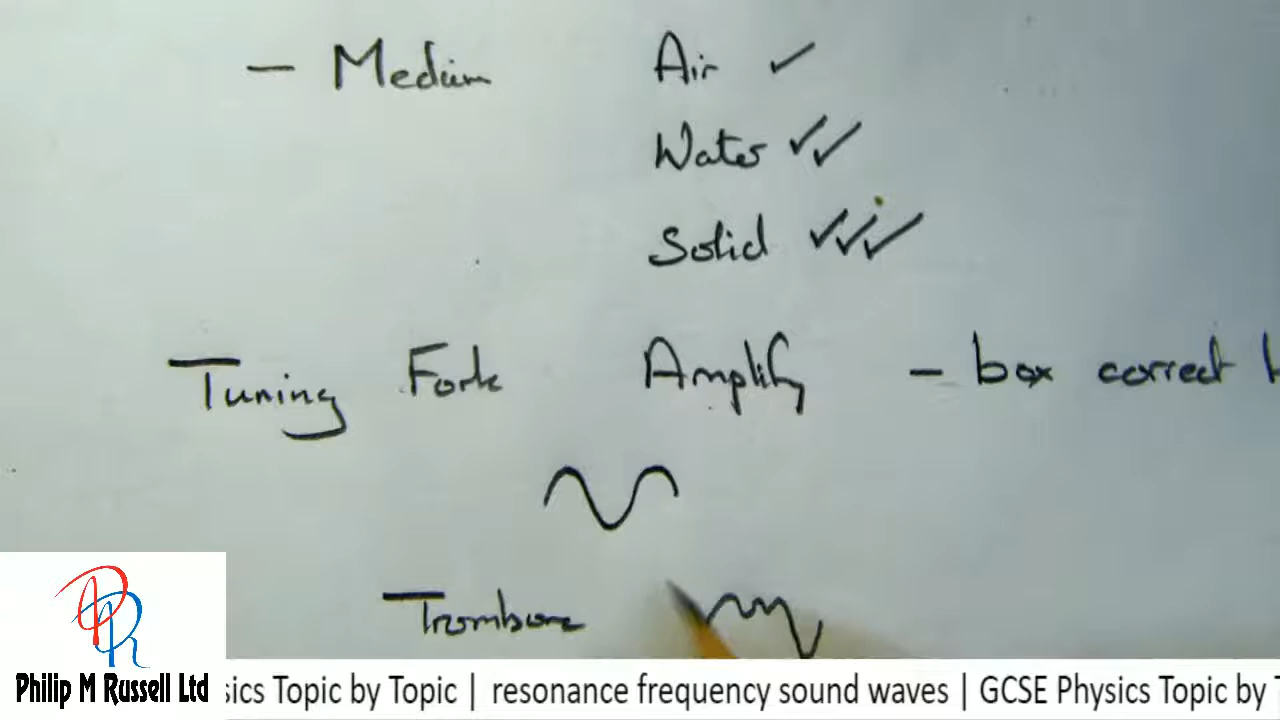 — Medium Air ✓
Water ✓✓
Solid ✓✓✓
Tuning Fork Amplify — box correct
Trombone
PR
Philip M Russell Ltd
sics Topic by Topic | resonance frequency sound waves | GCSE Physics Topic by T